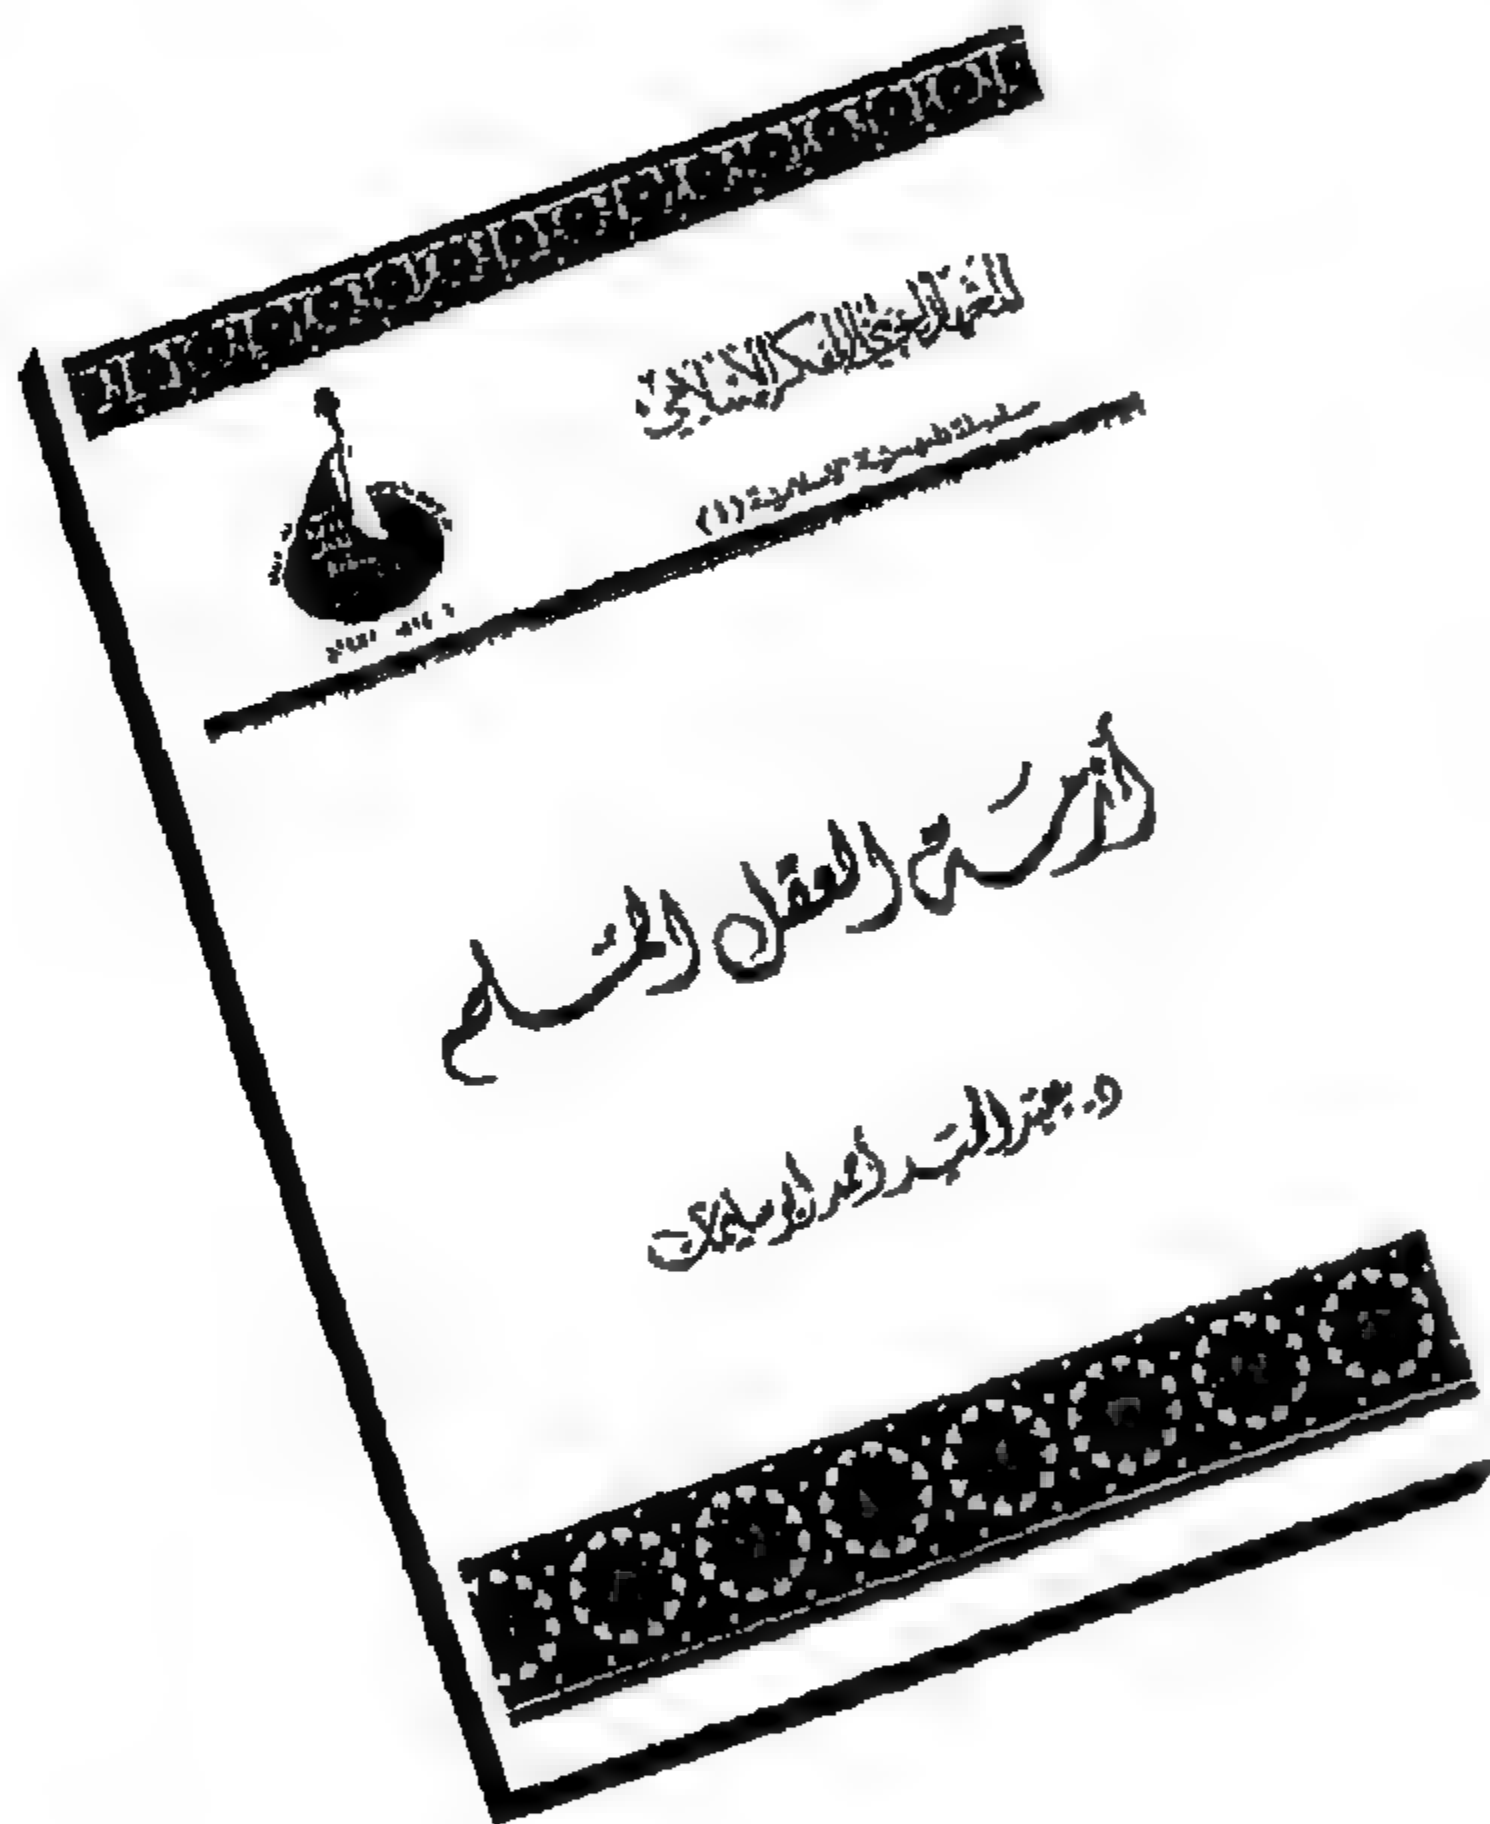 المعهد العالمي للفكر الإسلامي
سلسلة المنهجية الإسلامية (١)
أزمة العقل المسلم
د. عبد الحميد أحمد أبو سليمان